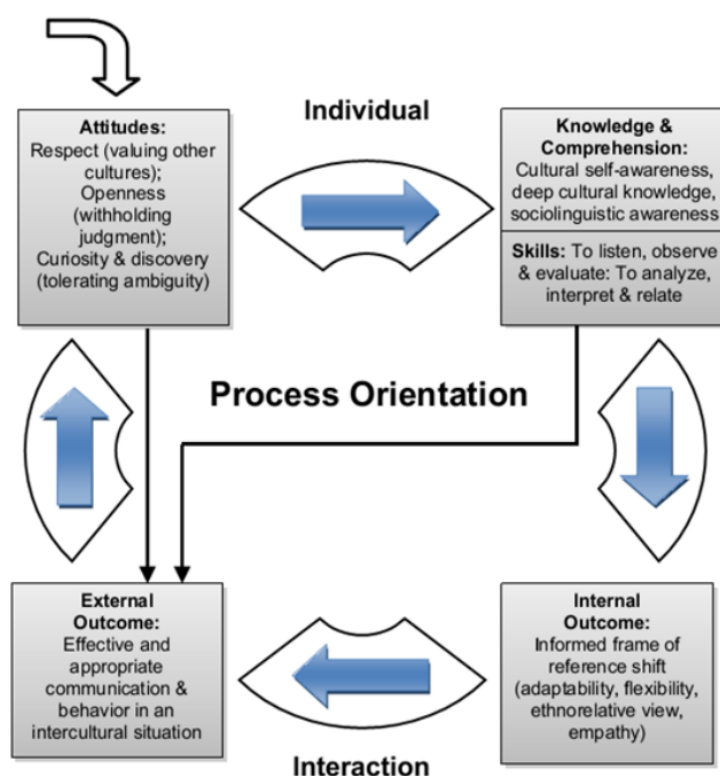 Individual
Attitudes:
Respect (valuing other
cultures);
Openness
(withholding
judgment);
Curiosity & discovery
(tolerating ambiguity)
Knowledge &
Comprehension:
Cultural self-awareness,
deep cultural knowledge,
sociolinguistic awareness
Skills: To listen, observe
& evaluate: To analyze,
interpret & relate
Process Orientation
External
Outcome:
Effective and
appropriate
communication &
behavior in an
intercultural situation
Internal
Outcome:
Informed frame of
reference shift
(adaptability, flexibility,
ethnorelative view,
empathy)
Interaction